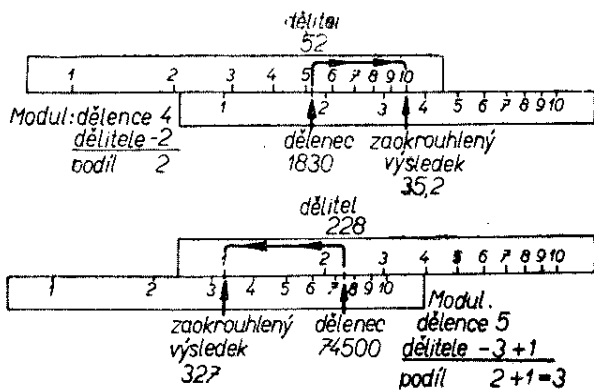 dělitel
52
1 2 3 4 5 6 7 8 9 10
1 2 3 4 5 6 7 8 9 10
Modul: dělence 4
dělitele -2
podíl 2
dělenec
1830
zaokrouhlený
výsledek
35,2
dělitel
228
1 2 3 4 5 6 7 8 9 10
1 2 3 4 5 6 7 8 9 10
zaokrouhlený
výsledek
327
dělenec
74500
Modul.
dělence 5
dělitele -3+1
podíl 2+1=3